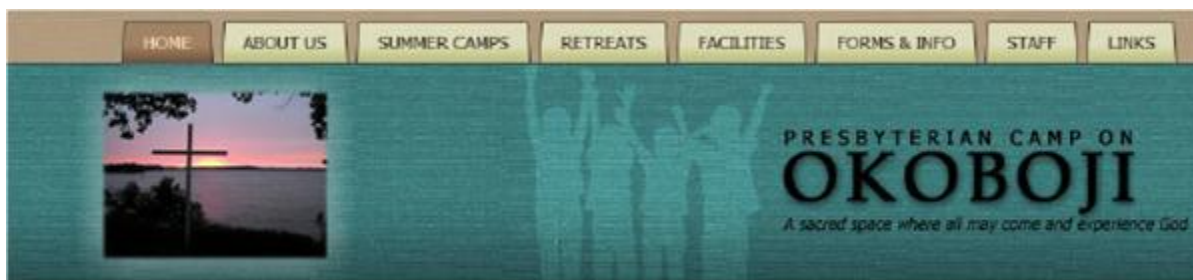 HOME ABOUT US SUMMER CAMPS RETREATS FACILITIES FORMS & INFO STAFF LINKS
PRESBYTERIAN CAMP ON
OKOBOJI
A sacred space where all may come and experience God